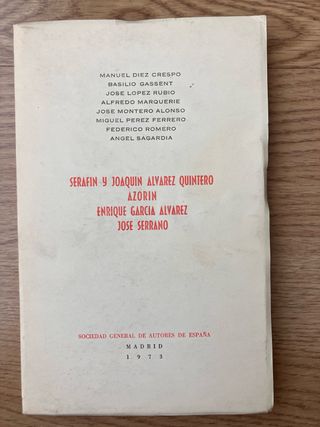 MANUEL DIEZ CRESPO
BASILIO GASSENT
JOSE LOPEZ RUBIO
ALFREDO MARQUERIE
JOSE MONTERO ALONSO
MIGUEL PEREZ FERRERO
FEDERICO ROMERO
ANGEL SAGARDIA
SERAFIN Y JOAQUIN ALVAREZ QUINTERO
AZORIN
ENRIQUE GARCIA ALVAREZ
JOSE SERRANO
SOCIEDAD GENERAL DE AUTORES DE ESPAÑA
MADRID
1973